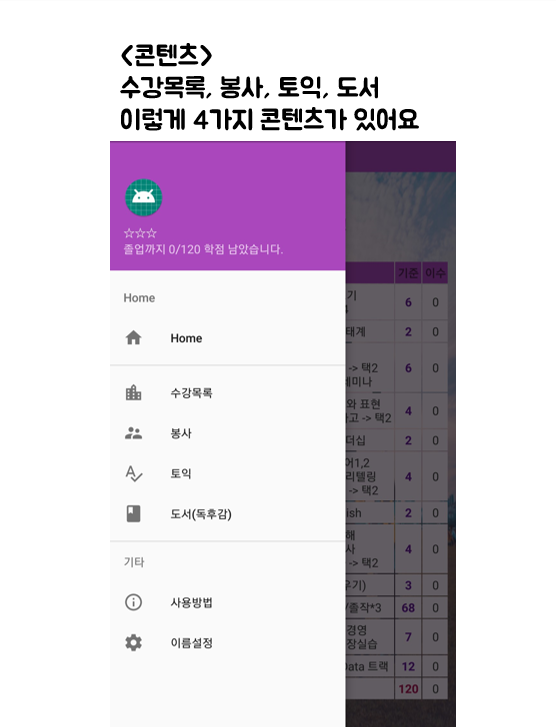 <콘텐츠>
수강목록, 봉사, 토익, 도서
이렇게 4가지 콘텐츠가 있어요
☆☆☆
졸업까지 0/120 학점 남았습니다.
Home
Home
수강목록
봉사
토익
도서(독후감)
기타
사용방법
이름설정
기준 이수
기
6 0
태계
2 0
-> 택2
세미나
6 0
와 표현
하고 -> 택2
4 0
더십
2 0
어1,2
리텔링
-> 택2
4 0
ish
2 0
해
사
-> 택2
4 0
우기)
3 0
/졸작*3
68 0
경영
장실습
7 0
Data 트랙
12 0
120 0